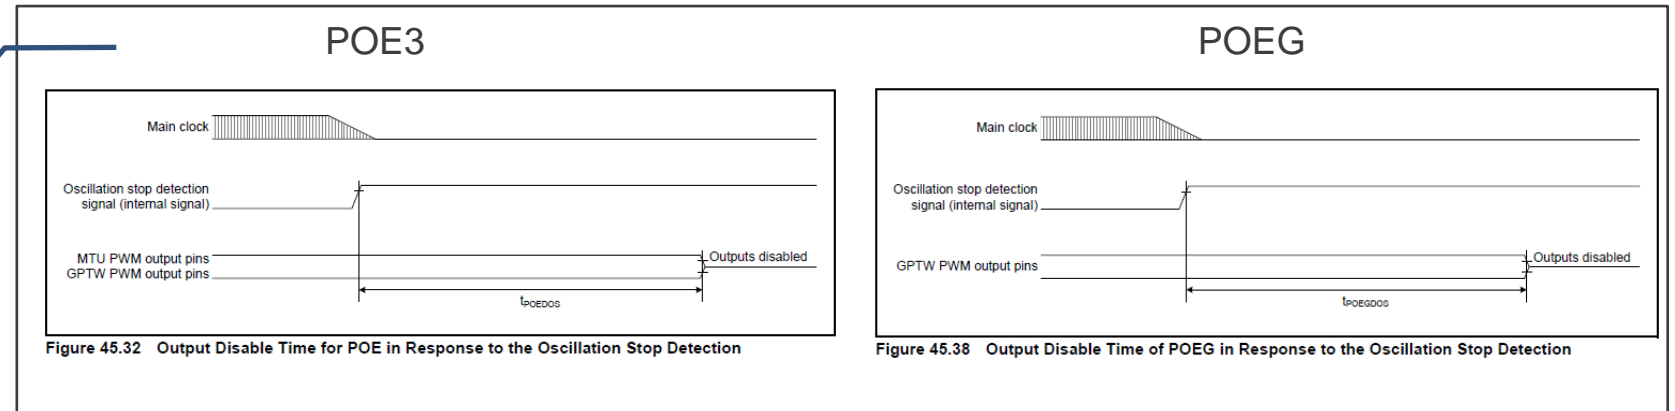 POE3
Main clock
Oscillation stop detection
signal (internal signal)
MTU PWM output pins
GPTW PWM output pins
Outputs disabled
tPOEDOS
Figure 45.32 Output Disable Time for POE in Response to the Oscillation Stop Detection
POEG
Main clock
Oscillation stop detection
signal (internal signal)
GPTW PWM output pins
Outputs disabled
tPOEGDOS
Figure 45.38 Output Disable Time of POEG in Response to the Oscillation Stop Detection